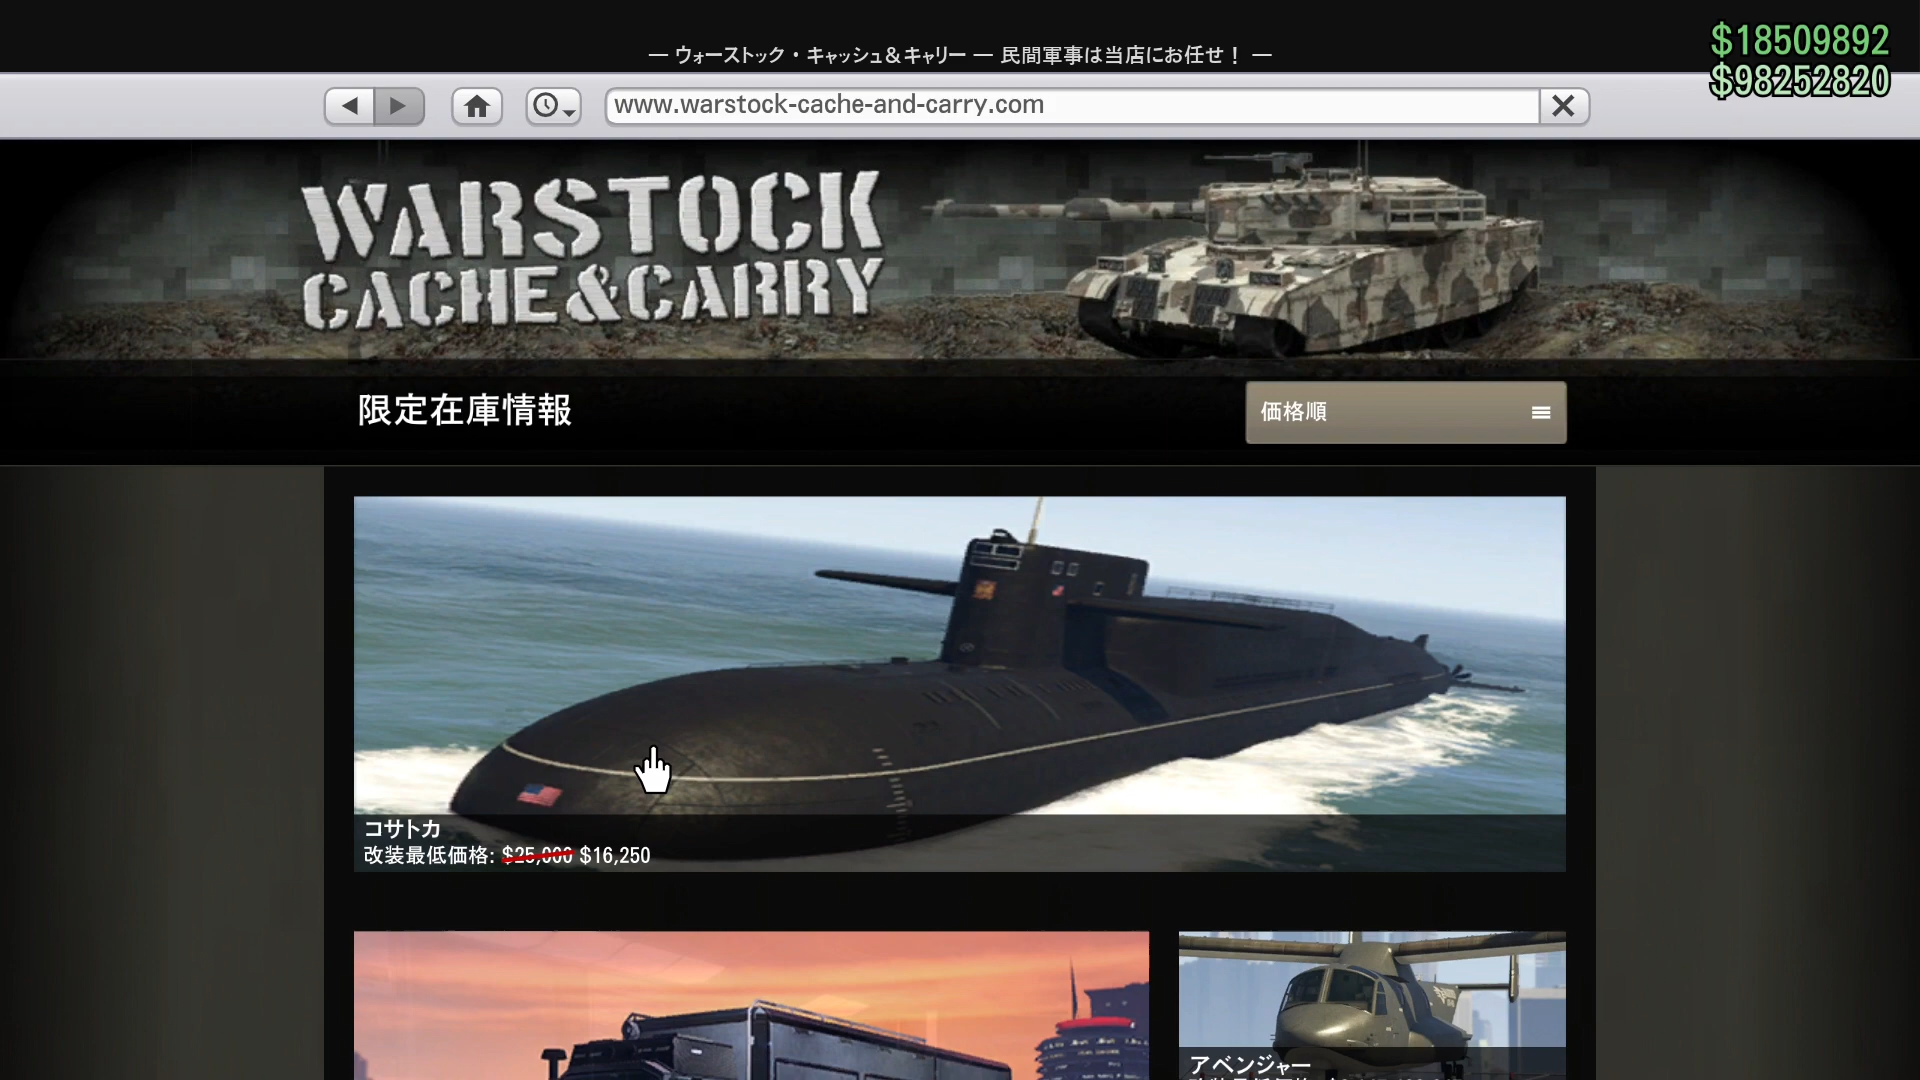 — ウォーストック・キャッシュ＆キャリー — 民間軍事は当店にお任せ！ —
$18509892
$98252820
www.warstock-cache-and-carry.com
WARSTOCK
CACHE&CARRY
限定在庫情報
価格順
コサトカ
改装最低価格: $25,000 $16,250
アベンジャー